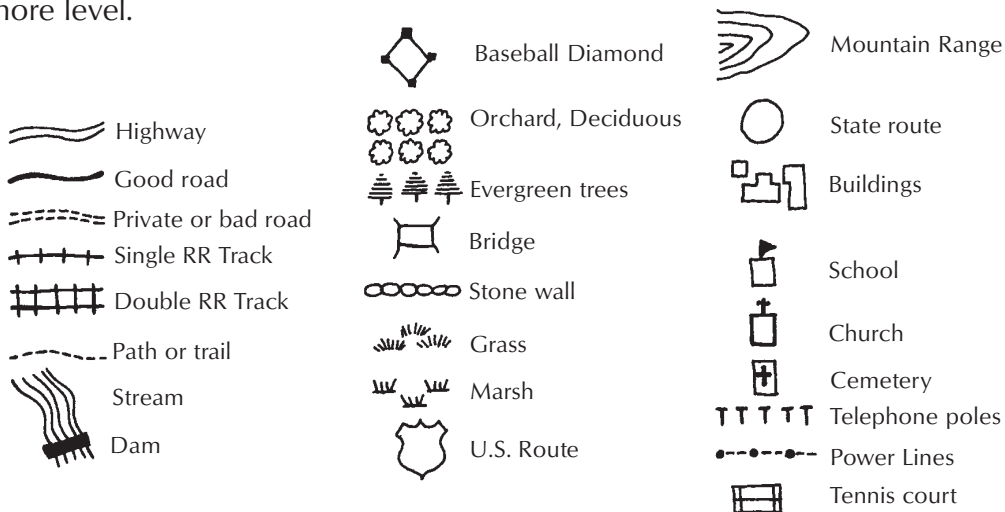 more level.
Highway
Good road
Private or bad road
Single RR Track
Double RR Track
Path or trail
Stream
Dam
Baseball Diamond
Orchard, Deciduous
Evergreen trees
Bridge
Stone wall
Grass
Marsh
U.S. Route
Mountain Range
State route
Buildings
School
Church
Cemetery
Telephone poles
Power Lines
Tennis court